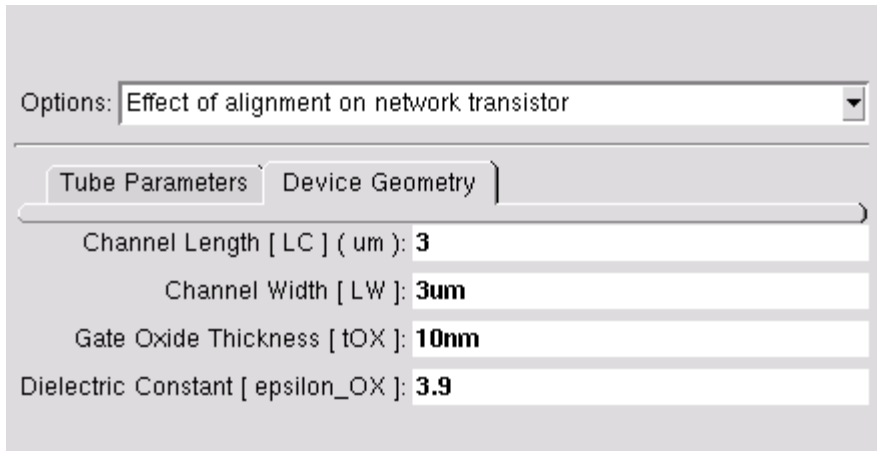 Options: Effect of alignment on network transistor
Tube Parameters Device Geometry
Channel Length [ LC ] ( um ): 3
Channel Width [ LW ]: 3um
Gate Oxide Thickness [ tOX ]: 10nm
Dielectric Constant [ epsilon_OX ]: 3.9